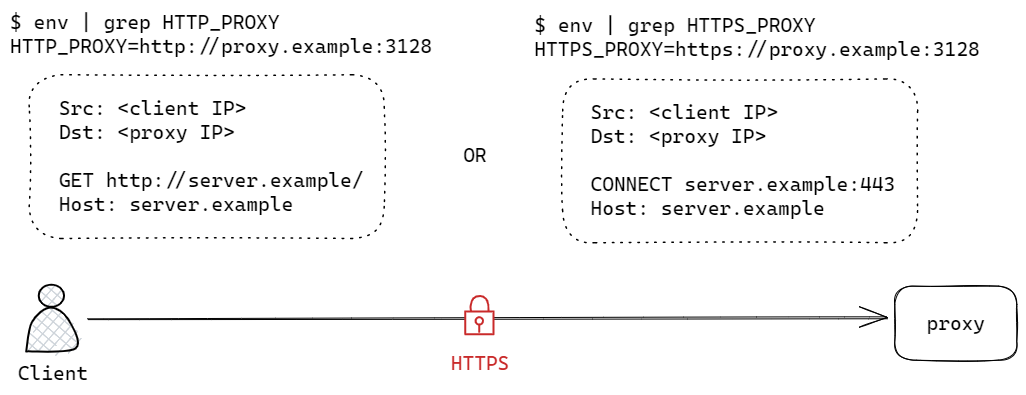 $ env | grep HTTP_PROXY
HTTP_PROXY=http://proxy.example:3128
Src: <client IP>
Dst: <proxy IP>
GET http://server.example/
Host: server.example
OR
$ env | grep HTTPS_PROXY
HTTPS_PROXY=https://proxy.example:3128
Src: <client IP>
Dst: <proxy IP>
CONNECT server.example:443
Host: server.example
Client
HTTPS
proxy